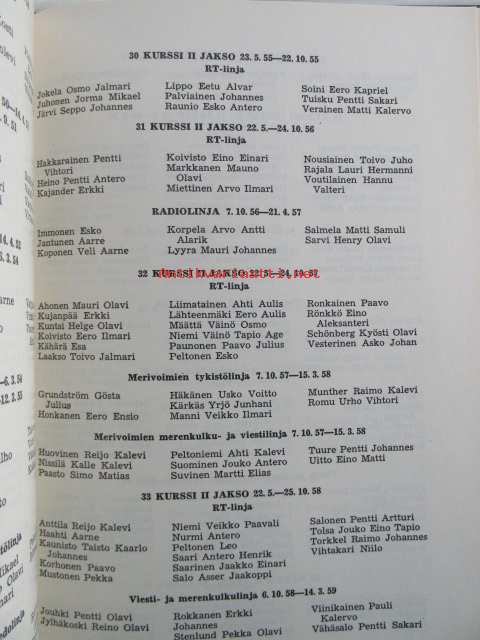 30 KURSSI II JAKSO 23. 5. 55—22. 10. 55
RT-linja
Jokela Osmo Jalmari
Juhonen Jorma Mikael
Järvi Seppo Johannes
Lippo Eetu Alvar
Palviainen Johannes
Raunio Esko Antero
Soini Eero Kapriel
Tuisku Pentti Sakari
Verainen Matti Kalervo
31 KURSSI II JAKSO 22. 5.—24. 10. 56
RT-linja
Hakkarainen Pentti
Vihtori
Heino Pentti Antero
Kajander Erkki
Koivisto Eino Einari
Markkanen Mauno
Olavi
Miettinen Arvo Ilmari
Nousiainen Toivo Juho
Rajala Lauri Hermanni
Voutilainen Hannu
Valteri
RADIOLINJA 7. 10. 56—21. 4. 57
Immonen Esko
Jantunen Aarre
Koponen Veli Aarne
Korpela Arvo Antti
Alarik
Lyyra Mauri Johannes
Salmela Matti Samuli
Sarvi Henry Olavi
32 KURSSI II JAKSO 22. 5.—24. 10. 57
RT-linja
Ahonen Mauri Olavi
Kujanpää Erkki
Kuntai Helge Olavi
Koivisto Eero Ilmari
Kähärä Esa
Laakso Toivo Jalmari
Liimatainen Ahti Aulis
Lähteenmäki Eero Aulis
Määttä Väinö Osmo
Niemi Väinö Tapio Age
Paunonen Paavo Julius
Peltonen Esko
Ronkainen Paavo
Rönkkö Eino
Aleksanteri
Schönberg Kyösti Olavi
Vesterinen Asko Johan
Merivoimien tykistölinja 7. 10. 57—15. 3. 58
Grundström Gösta
Julius
Honkanen Eero Ensio
Häkänen Usko Voitto
Kärkäs Yrjö Junhani
Manni Veikko Ilmari
Munther Raimo Kalevi
Romu Urho Vihtori
Merivoimien merenkulku- ja viestilinja 7. 10. 57—15. 3. 58
Huovinen Reijo Kalevi
Nissilä Kalle Kalevi
Paasto Simo Matias
Peltoniemi Ahti Kalevi
Suominen Jouko Antero
Suvinen Martti Elias
Tuure Pentti Johannes
Uitto Eino Matti
33 KURSSI II JAKSO 22. 5.—25. 10. 58
RT-linja
Anttila Reijo Kalevi
Haahti Aarne
Kaunisto Taisto Kaarlo
Johannes
Korhonen Paavo
Mustonen Pekka
Niemi Veikko Paavali
Nurmi Antero
Peltonen Leo
Saari Antero Henrik
Saarinen Jaakko Einari
Salo Asser Jaakoppi
Salonen Pentti Artturi
Tolsa Jouko Eino Tapio
Torkkel Raimo Johannes
Vihtakari Niilo
Viesti- ja merenkulkulinja 6. 10. 58—14. 3. 59
Jouhki Pentti Olavi
Jylhäkoski Reino Olavi
Rokkanen Erkki
Johannes
Stenlund Pekka Olavi
Viinikainen Pauli
Kalervo
Vähäsalo Pentti Sakari